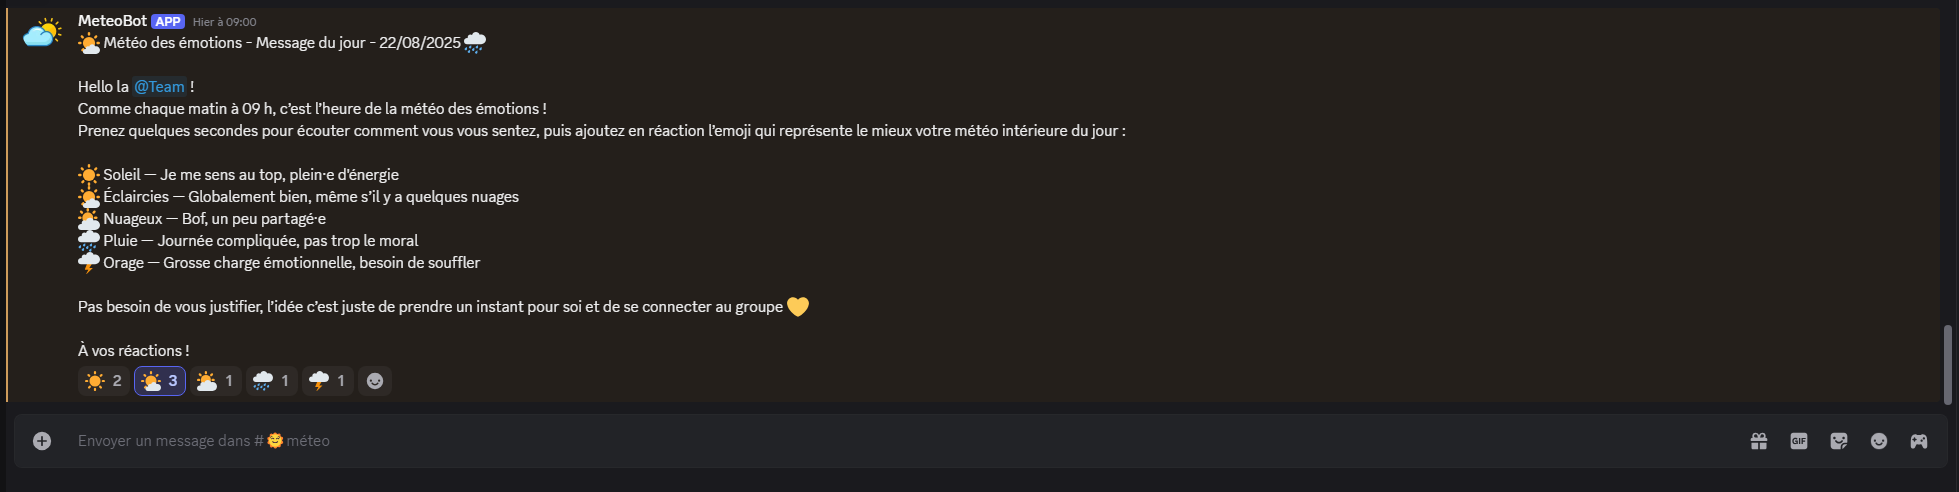 MeteoBot APP Hier à 09:00
Météo des émotions - Message du jour - 22/08/2025
Hello la @Team !
Comme chaque matin à 09 h, c’est l’heure de la météo des émotions !
Prenez quelques secondes pour écouter comment vous vous sentez, puis ajoutez en réaction l’emoji qui représente le mieux votre météo intérieure du jour :
Soleil — Je me sens au top, plein·e d’énergie
Éclaircies — Globalement bien, même s’il y a quelques nuages
Nuageux — Bof, un peu partagé·e
Pluie — Journée compliquée, pas trop le moral
Orage — Grosse charge émotionnelle, besoin de souffler
Pas besoin de vous justifier, l’idée c’est juste de prendre un instant pour soi et de se connecter au groupe
À vos réactions !
2 3 1 1 1
Envoyer un message dans # méteo GIF